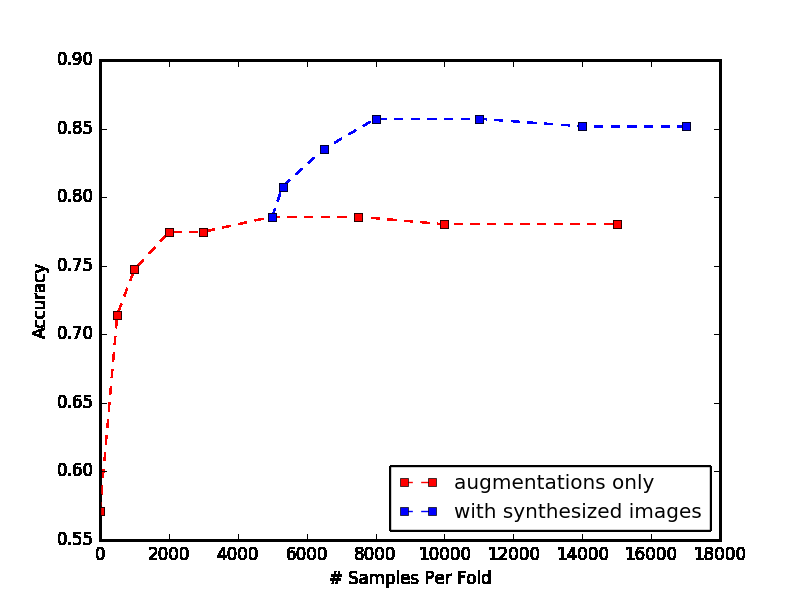 0.90
0.85
0.80
0.75
0.70
0.65
0.60
0.55
Accuracy
0 2000 4000 6000 8000 10000 12000 14000 16000 18000
# Samples Per Fold
augmentations only
with synthesized images